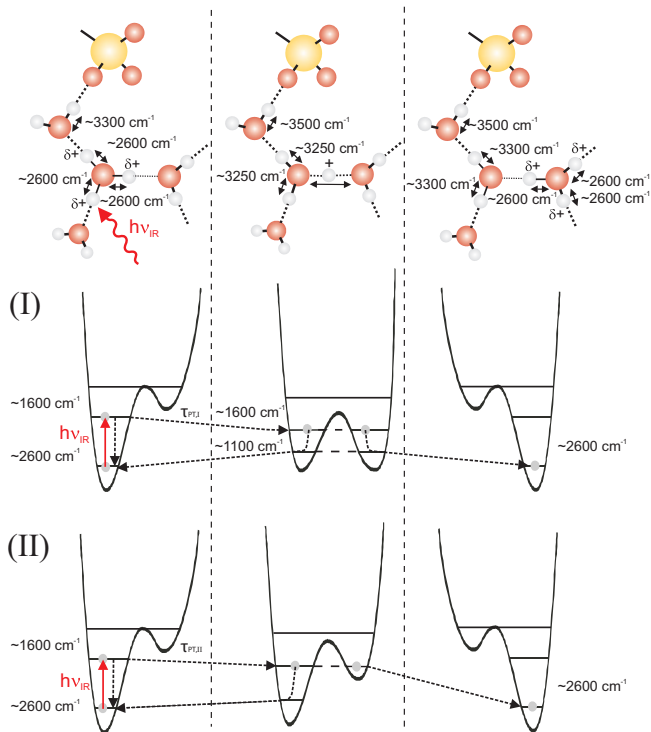 ~3300 cm⁻¹
δ+
~2600 cm⁻¹
δ+
~2600 cm⁻¹
δ+
~2600 cm⁻¹
hν_IR
~3500 cm⁻¹
~3250 cm⁻¹
+
~3250 cm⁻¹
~3500 cm⁻¹
~3300 cm⁻¹
δ+
δ+
~3300 cm⁻¹
~2600 cm⁻¹
~2600 cm⁻¹
~2600 cm⁻¹
δ+
(I)
~1600 cm⁻¹
τ_PT,I
hν_IR
~2600 cm⁻¹
~1600 cm⁻¹
~1100 cm⁻¹
~2600 cm⁻¹
(II)
~1600 cm⁻¹
τ_PT,II
hν_IR
~2600 cm⁻¹
~2600 cm⁻¹